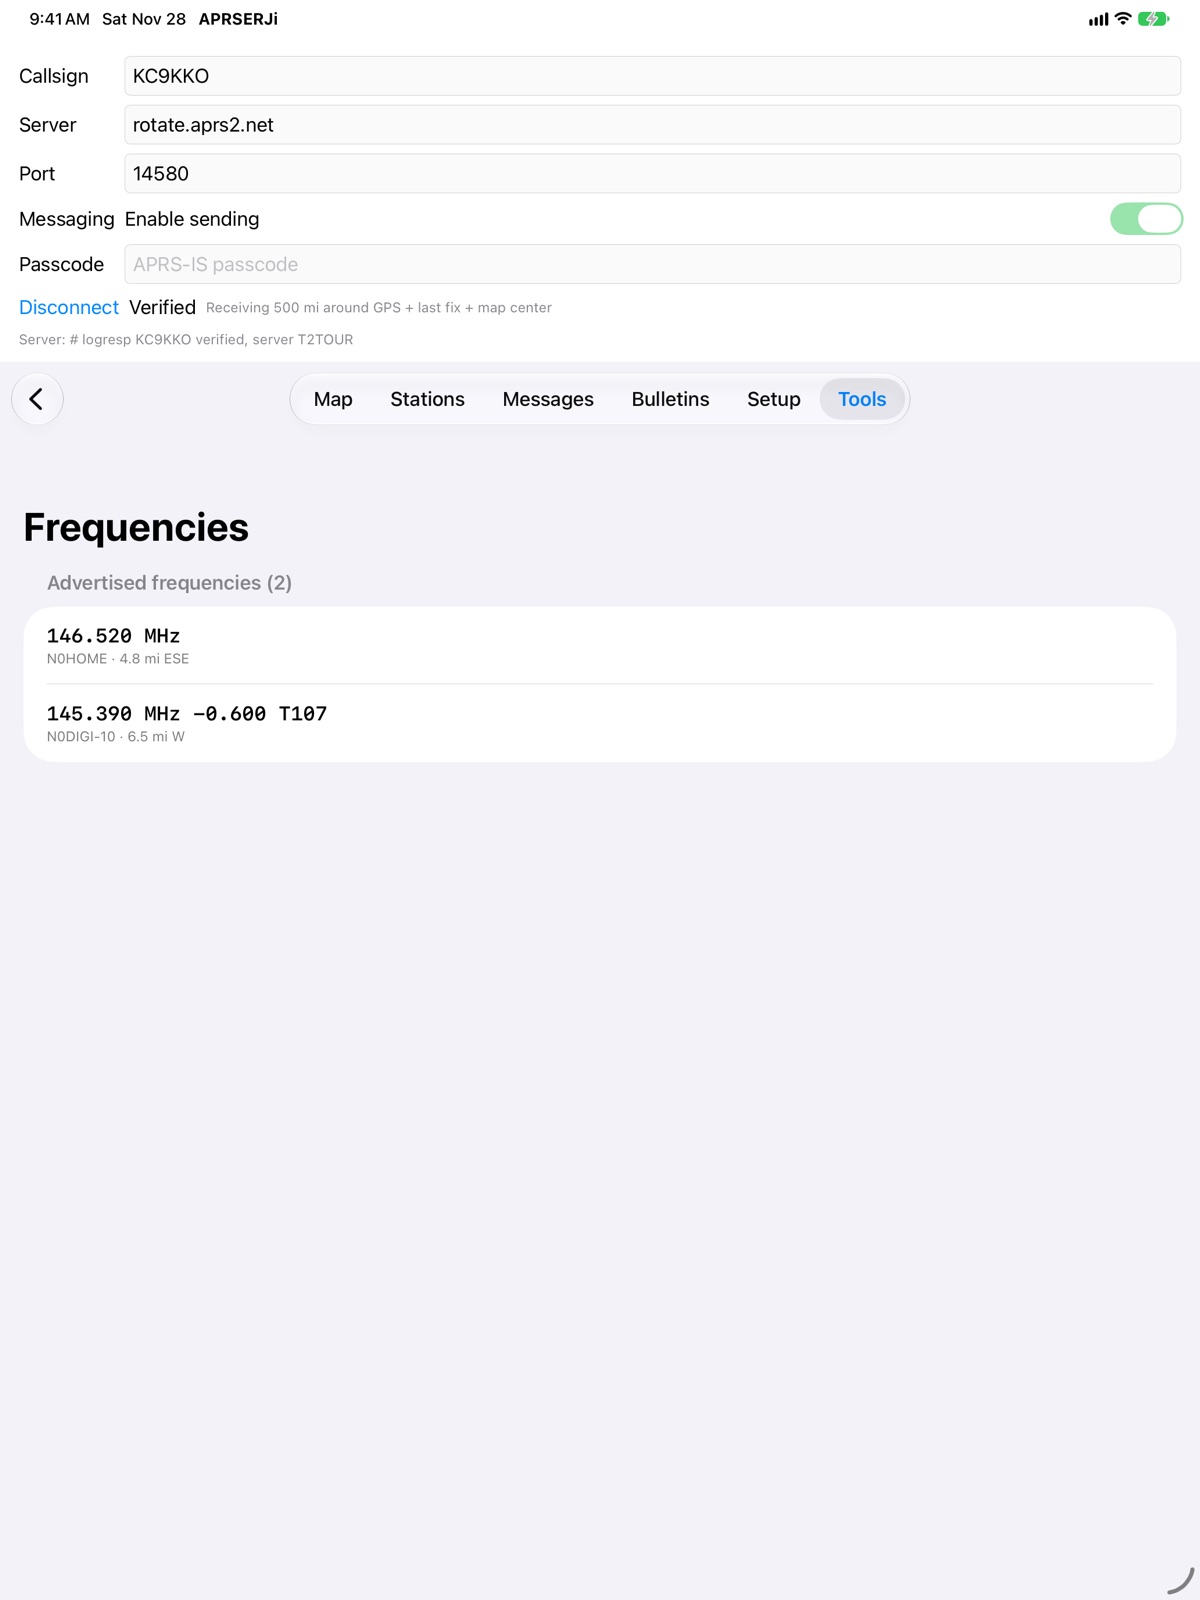 9:41 AM Sat Nov 28 APRSERJi
Callsign KC9KKO
Server rotate.aprs2.net
Port 14580
Messaging Enable sending
Passcode APRS-IS passcode
Disconnect Verified Receiving 500 mi around GPS + last fix + map center
Server: # logresp KC9KKO verified, server T2TOUR
Map Stations Messages Bulletins Setup Tools
Frequencies
Advertised frequencies (2)
146.520 MHz
N0HOME · 4.8 mi ESE
145.390 MHz −0.600 T107
N0DIGI-10 · 6.5 mi W